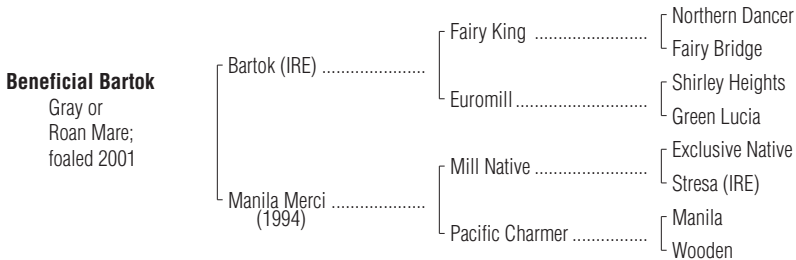 Beneficial Bartok
Gray or
Roan Mare;
foaled 2001
Bartok (IRE) ......................
Manila Merci ....................
(1994)
Fairy King ........................
Euromill ......................
Mill Native ........................
Pacific Charmer ................
Northern Dancer
Fairy Bridge
Shirley Heights
Green Lucia
Exclusive Native
Stresa (IRE)
Manila
Wooden